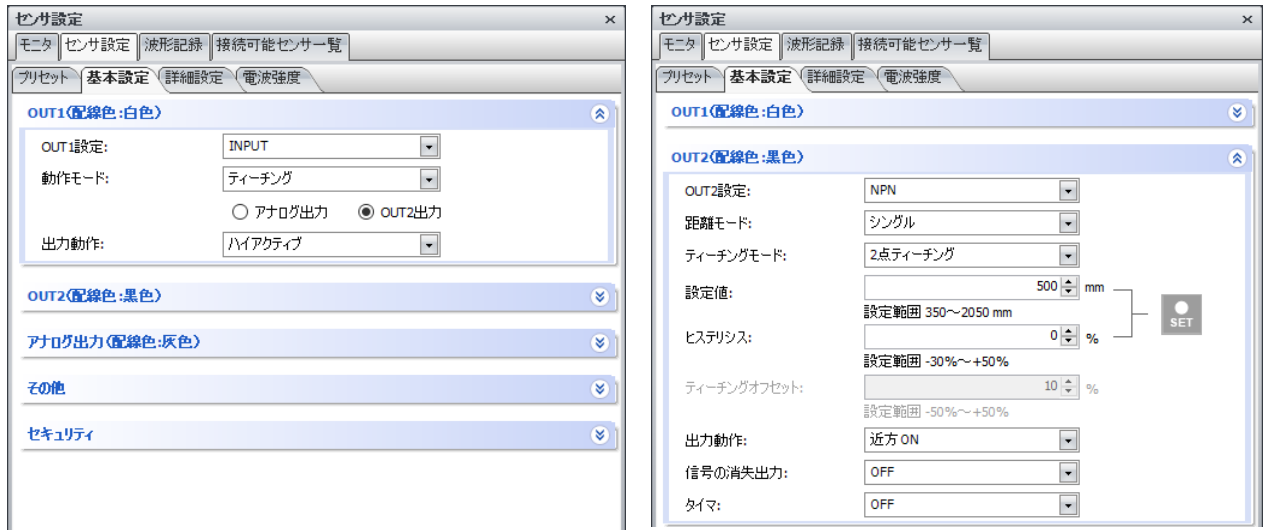 センサ設定
モニタ センサ設定 波形記録 接続可能センサ一覧
プリセット 基本設定 詳細設定 電波強度
OUT1(配線色:白色)
OUT1設定: INPUT
動作モード: ティーチング
アナログ出力 OUT2出力
出力動作: ハイアクティブ
OUT2(配線色:黒色)
アナログ出力(配線色:灰色)
その他
セキュリティ
センサ設定
モニタ センサ設定 波形記録 接続可能センサ一覧
プリセット 基本設定 詳細設定 電波強度
OUT1(配線色:白色)
OUT2(配線色:黒色)
OUT2設定: NPN
距離モード: シングル
ティーチングモード: 2点ティーチング
設定値: 500 mm
設定範囲 350～2050 mm
SET
ヒステリシス: 0 %
設定範囲 -30%～+50%
ティーチングオフセット: 10 %
設定範囲 -50%～+50%
出力動作: 近方 ON
信号の消失出力: OFF
タイマ: OFF